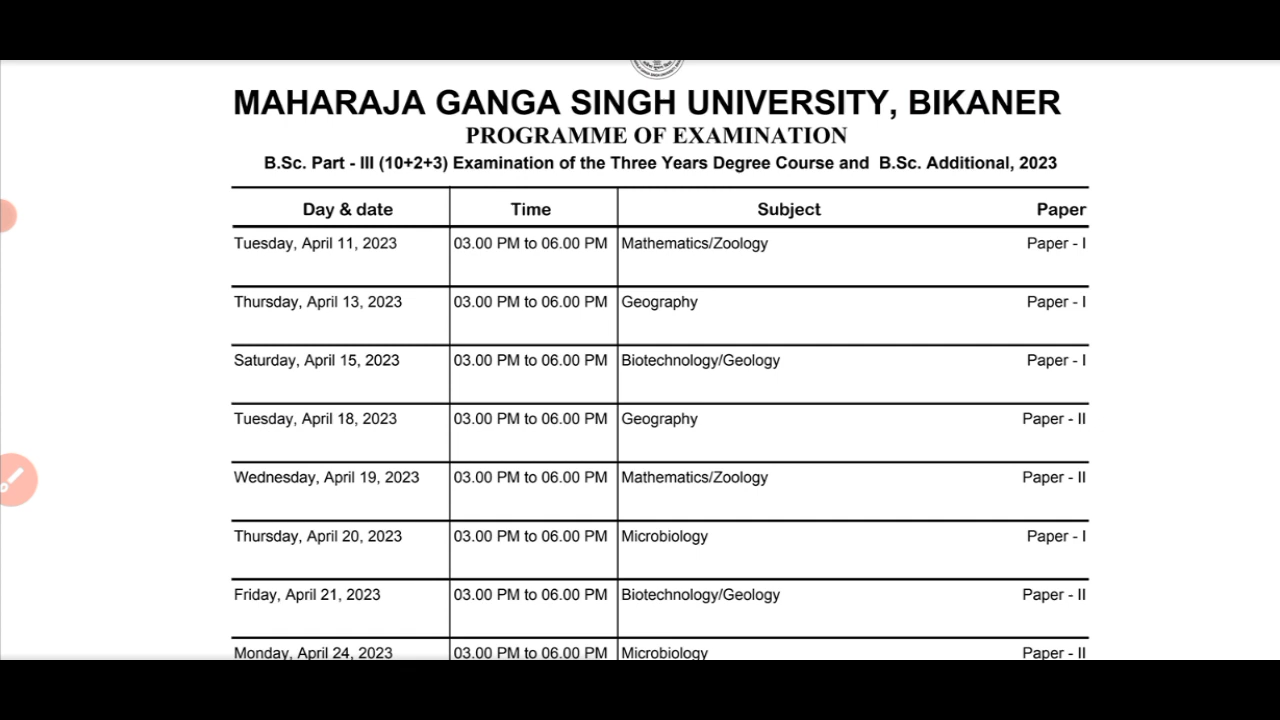 MAHARAJA GANGA SINGH UNIVERSITY, BIKANER
PROGRAMME OF EXAMINATION
B.Sc. Part - III (10+2+3) Examination of the Three Years Degree Course and B.Sc. Additional, 2023
Day & date Time Subject Paper
Tuesday, April 11, 2023 03.00 PM to 06.00 PM Mathematics/Zoology Paper - I
Thursday, April 13, 2023 03.00 PM to 06.00 PM Geography Paper - I
Saturday, April 15, 2023 03.00 PM to 06.00 PM Biotechnology/Geology Paper - I
Tuesday, April 18, 2023 03.00 PM to 06.00 PM Geography Paper - II
Wednesday, April 19, 2023 03.00 PM to 06.00 PM Mathematics/Zoology Paper - II
Thursday, April 20, 2023 03.00 PM to 06.00 PM Microbiology Paper - I
Friday, April 21, 2023 03.00 PM to 06.00 PM Biotechnology/Geology Paper - II
Monday, April 24, 2023 03.00 PM to 06.00 PM Microbiology Paper - II